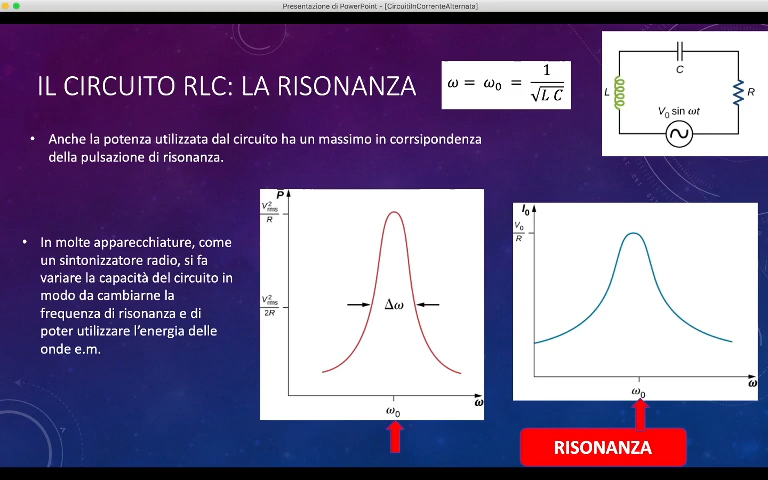 Presentazione di PowerPoint - [CircuitiInCorrenteAlternata]
IL CIRCUITO RLC: LA RISONANZA
ω = ω₀ = 1/√(L C)
C
L
R
V₀ sin ωt
• Anche la potenza utilizzata dal circuito ha un massimo in corrsipondenza
della pulsazione di risonanza.
• In molte apparecchiature, come
un sintonizzatore radio, si fa
variare la capacità del circuito in
modo da cambiarne la
frequenza di risonanza e di
poter utilizzare l'energia delle
onde e.m.
P̄
V²rms/R
V²rms/2R
Δω
ω₀
ω
I₀
V₀/R
ω₀
ω
RISONANZA